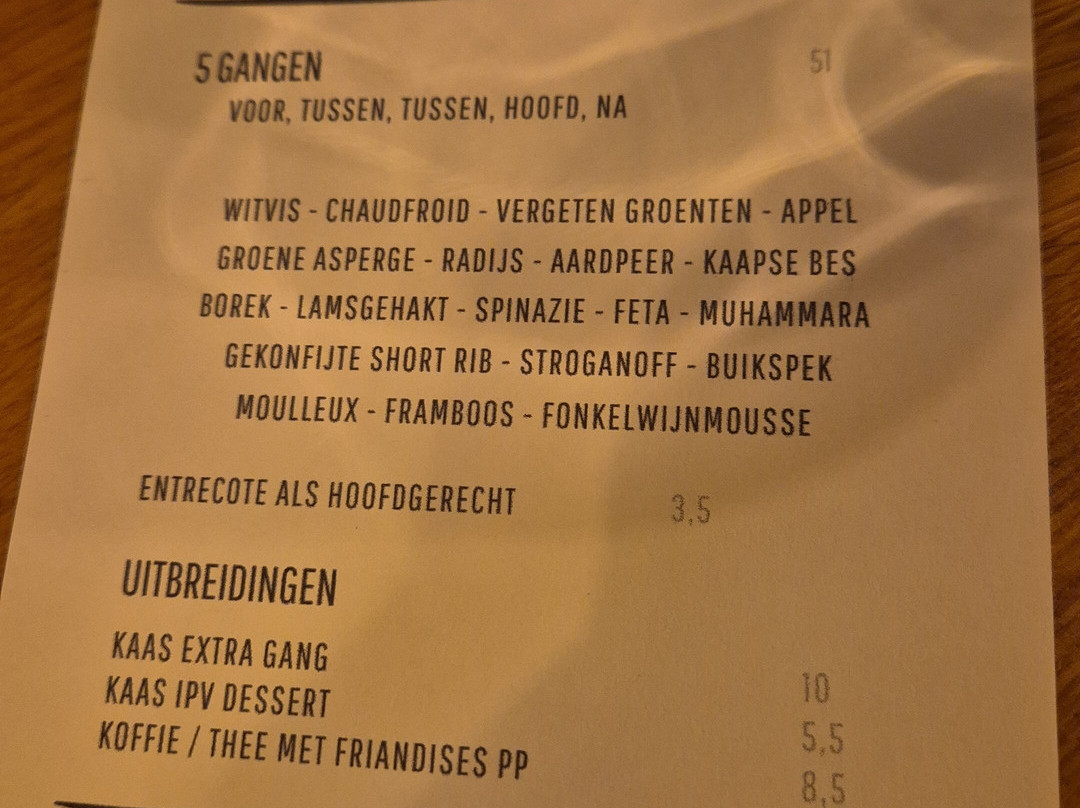 5 GANGEN 51
VOOR, TUSSEN, TUSSEN, HOOFD, NA
WITVIS - CHAUDFROID - VERGETEN GROENTEN - APPEL
GROENE ASPERGE - RADIJS - AARDPEER - KAAPSE BES
BOREK - LAMSGEHAKT - SPINAZIE - FETA - MUHAMMARA
GEKONFIJTE SHORT RIB - STROGANOFF - BUIKSPEK
MOULLEUX - FRAMBOOS - FONKELWIJNMOUSSE
ENTRECOTE ALS HOOFDGERECHT 3,5
UITBREIDINGEN
KAAS EXTRA GANG 10
KAAS IPV DESSERT 5,5
KOFFIE / THEE MET FRIANDISES PP 8,5